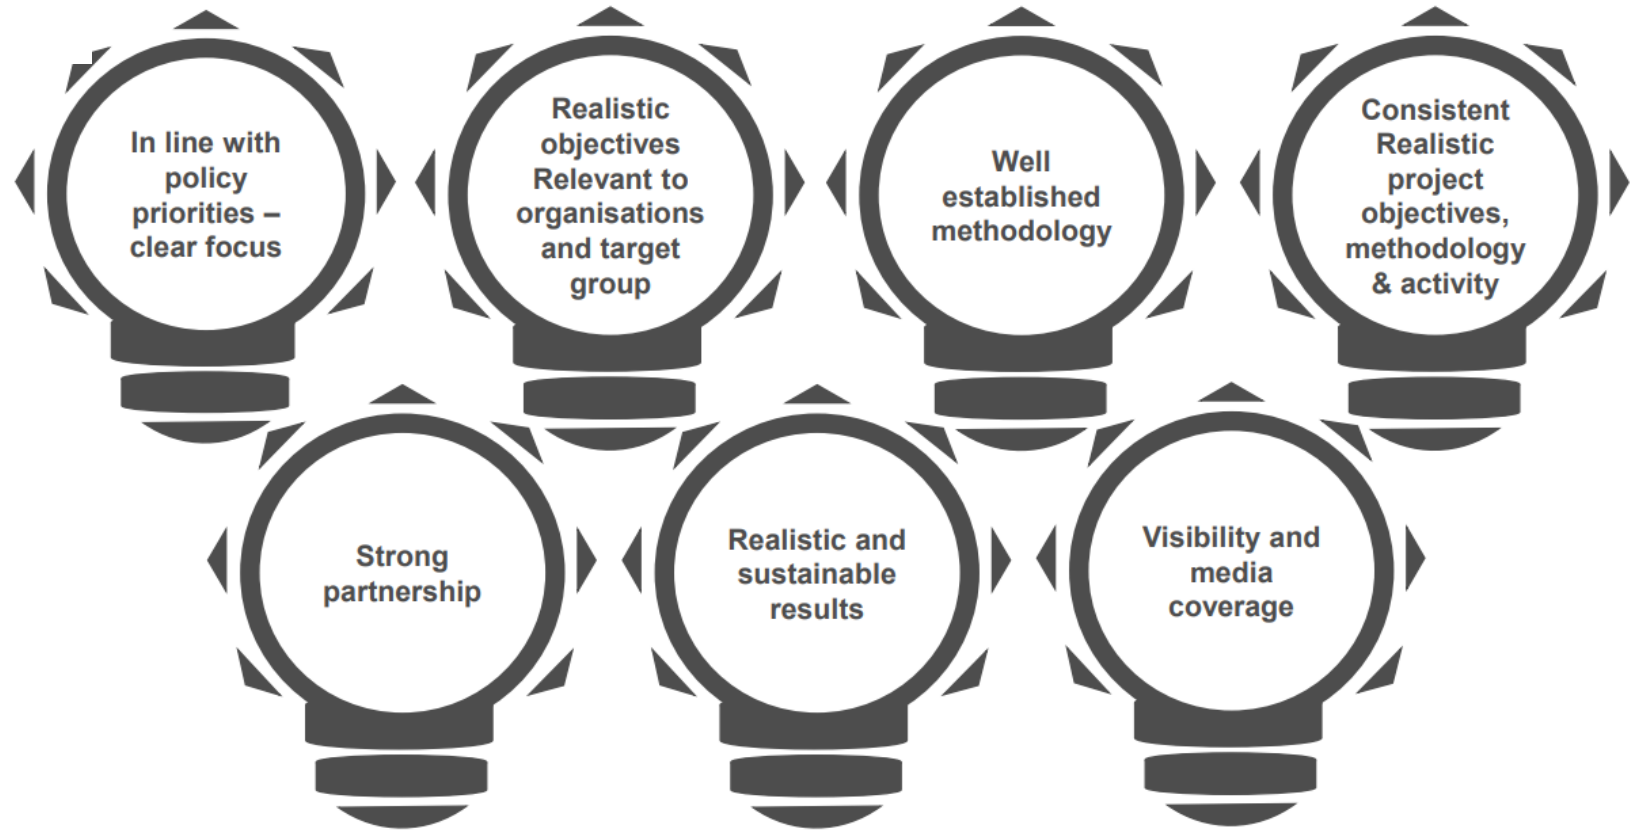 In line with
policy
priorities –
clear focus
Realistic
objectives
Relevant to
organisations
and target
group
Well
established
methodology
Consistent
Realistic
project
objectives,
methodology
& activity
Strong
partnership
Realistic and
sustainable
results
Visibility and
media
coverage